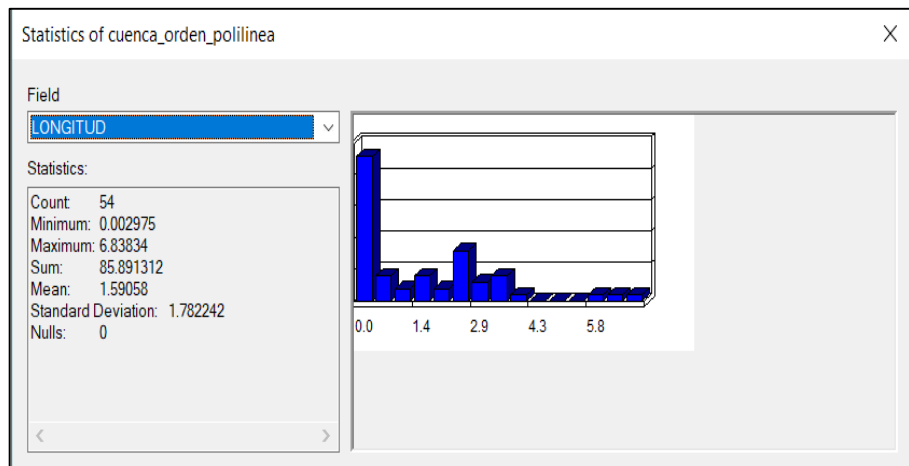 Statistics of cuenca_orden_polilinea
Field
LONGITUD
Statistics:
Count: 54
Minimum: 0.002975
Maximum: 6.83834
Sum: 85.891312
Mean: 1.59058
Standard Deviation: 1.782242
Nulls: 0
0.0 1.4 2.9 4.3 5.8